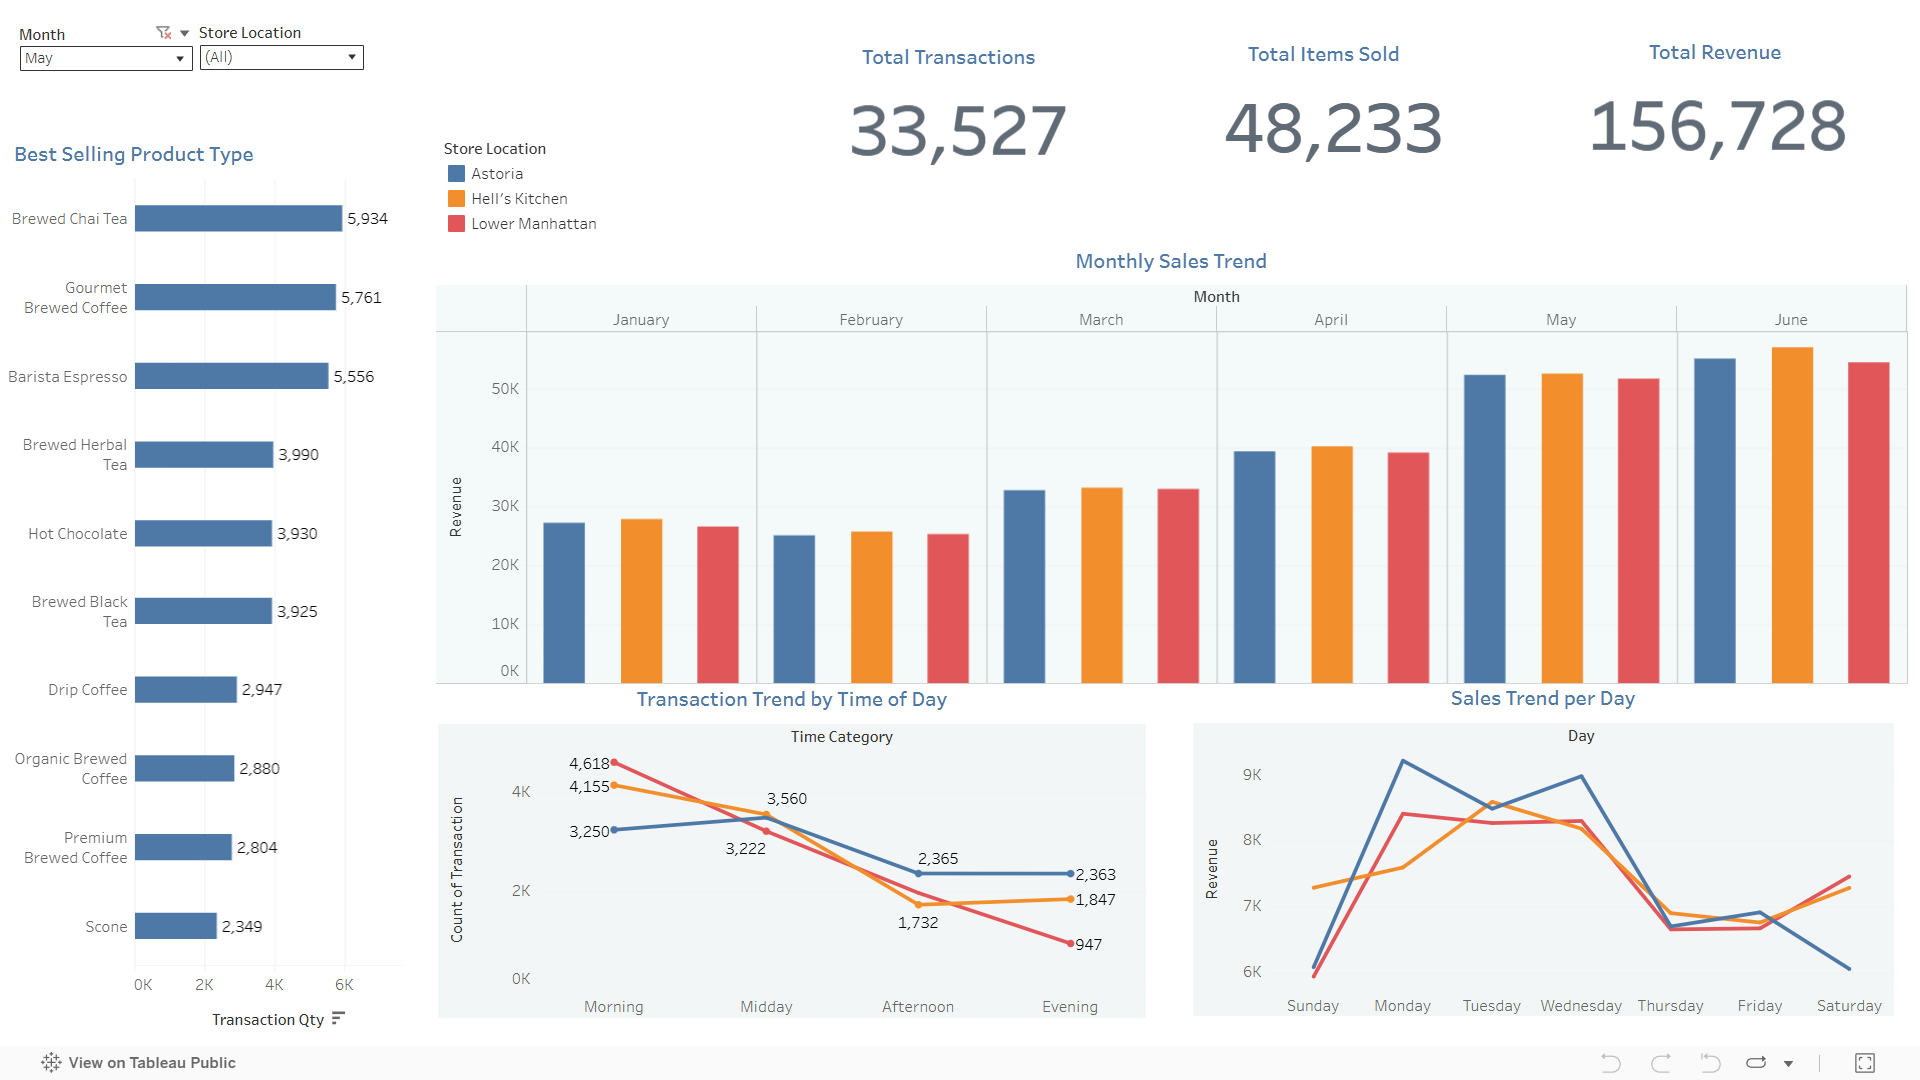 Month
May
Store Location
(All)
Total Transactions
33,527
Total Items Sold
48,233
Total Revenue
156,728
Best Selling Product Type
Brewed Chai Tea
5,934
Gourmet
Brewed Coffee
5,761
Barista Espresso
5,556
Brewed Herbal
Tea
3,990
Hot Chocolate
3,930
Brewed Black
Tea
3,925
Drip Coffee
2,947
Organic Brewed
Coffee
2,880
Premium
Brewed Coffee
2,804
Scone
2,349
0K 2K 4K 6K
Transaction Qty
Store Location
Astoria
Hell's Kitchen
Lower Manhattan
Monthly Sales Trend
Month
January February March April May June
Revenue
50K
40K
30K
20K
10K
0K
Transaction Trend by Time of Day
Time Category
Count of Transaction
4K
2K
0K
4,618
4,155
3,250
3,560
3,222
2,365
1,732
2,363
1,847
947
Morning Midday Afternoon Evening
Sales Trend per Day
Day
Revenue
9K
8K
7K
6K
Sunday Monday Tuesday Wednesday Thursday Friday Saturday
View on Tableau Public